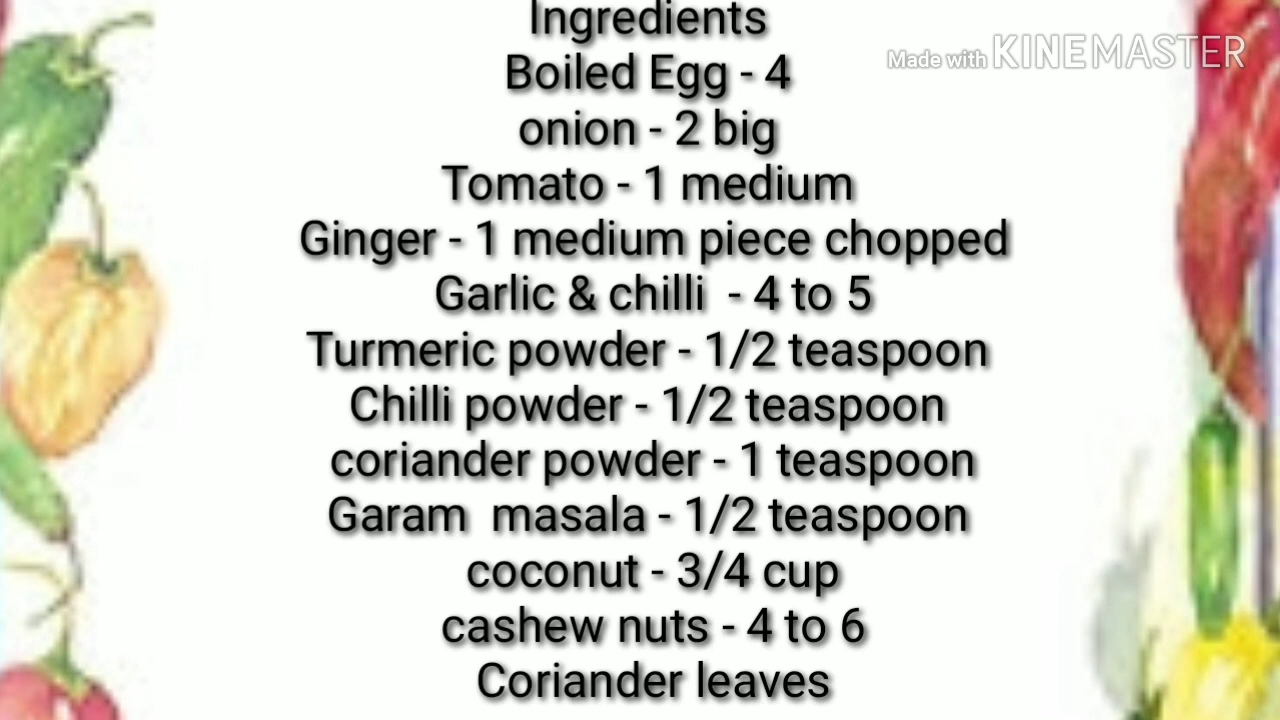 Ingredients
Made with KINEMASTER
Boiled Egg - 4
onion - 2 big
Tomato - 1 medium
Ginger - 1 medium piece chopped
Garlic & chilli - 4 to 5
Turmeric powder - 1/2 teaspoon
Chilli powder - 1/2 teaspoon
coriander powder - 1 teaspoon
Garam masala - 1/2 teaspoon
coconut - 3/4 cup
cashew nuts - 4 to 6
Coriander leaves